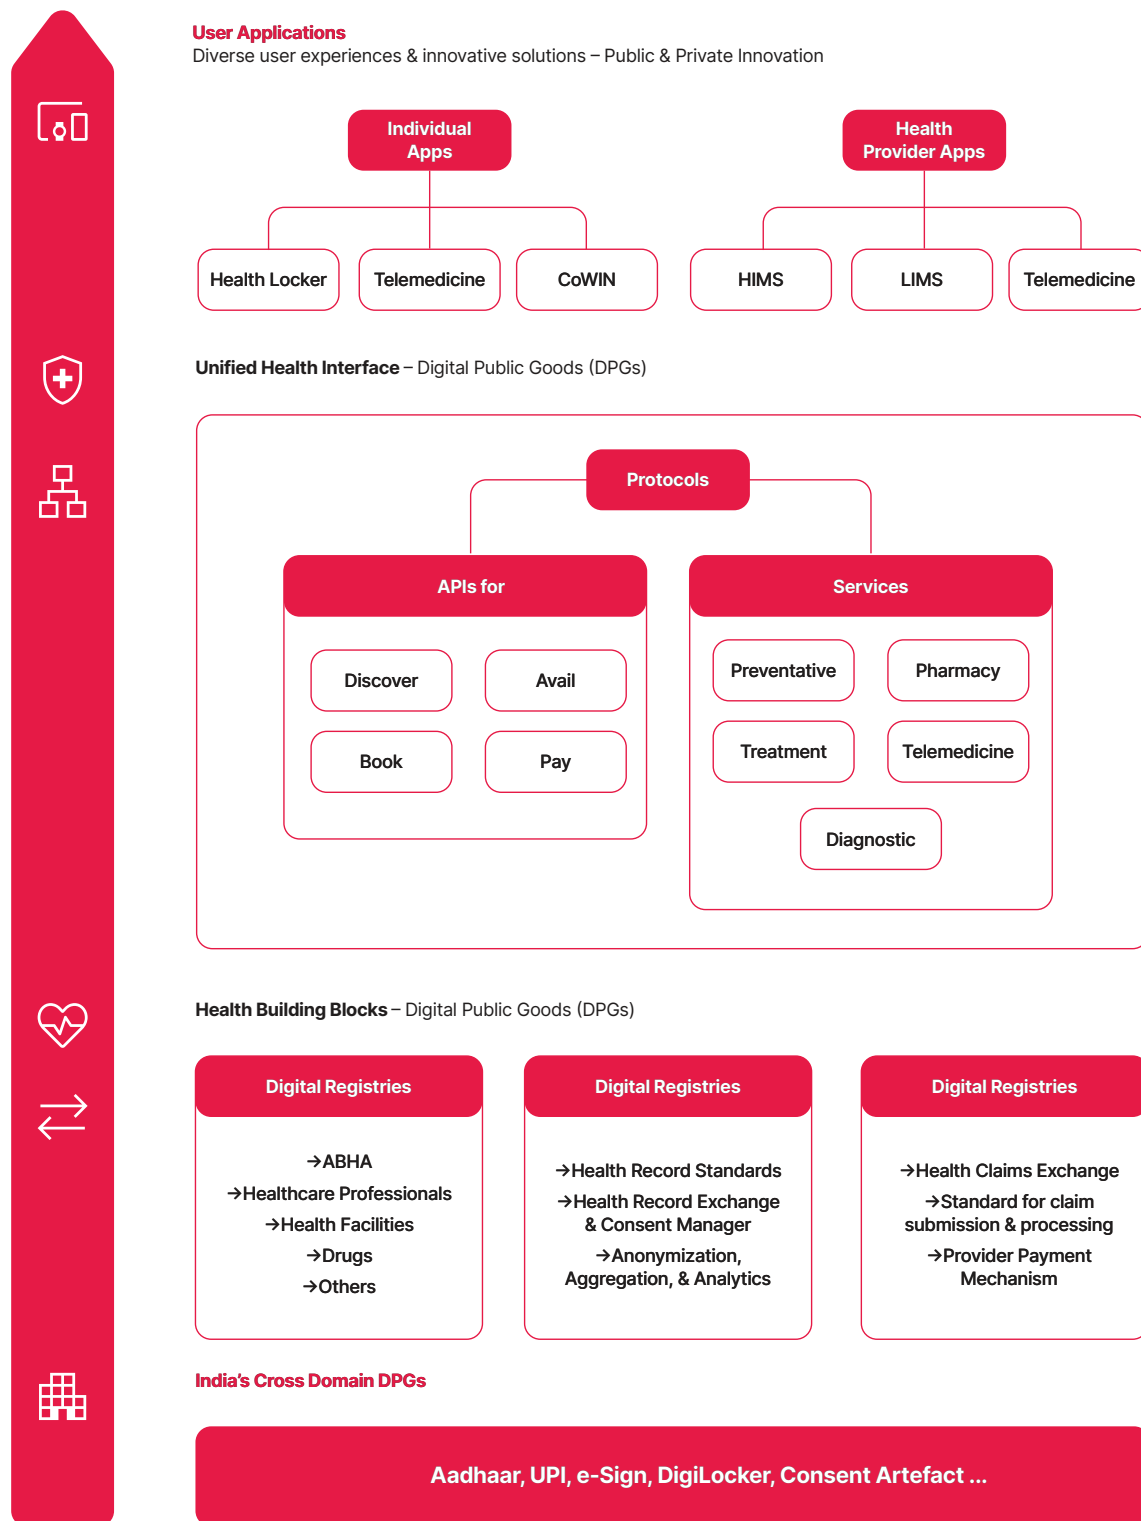 User Applications
Diverse user experiences & innovative solutions – Public & Private Innovation
Individual
Apps
Health
Provider Apps
Health Locker
Telemedicine
CoWIN
HIMS
LIMS
Telemedicine
Unified Health Interface – Digital Public Goods (DPGs)
Protocols
APIs for
Services
Discover
Avail
Book
Pay
Preventative
Pharmacy
Treatment
Telemedicine
Diagnostic
Health Building Blocks – Digital Public Goods (DPGs)
Digital Registries
→ABHA
→Healthcare Professionals
→Health Facilities
→Drugs
→Others
Digital Registries
→Health Record Standards
→Health Record Exchange
& Consent Manager
→Anonymization,
Aggregation, & Analytics
Digital Registries
→Health Claims Exchange
→Standard for claim
submission & processing
→Provider Payment
Mechanism
India’s Cross Domain DPGs
Aadhaar, UPI, e-Sign, DigiLocker, Consent Artefact ...